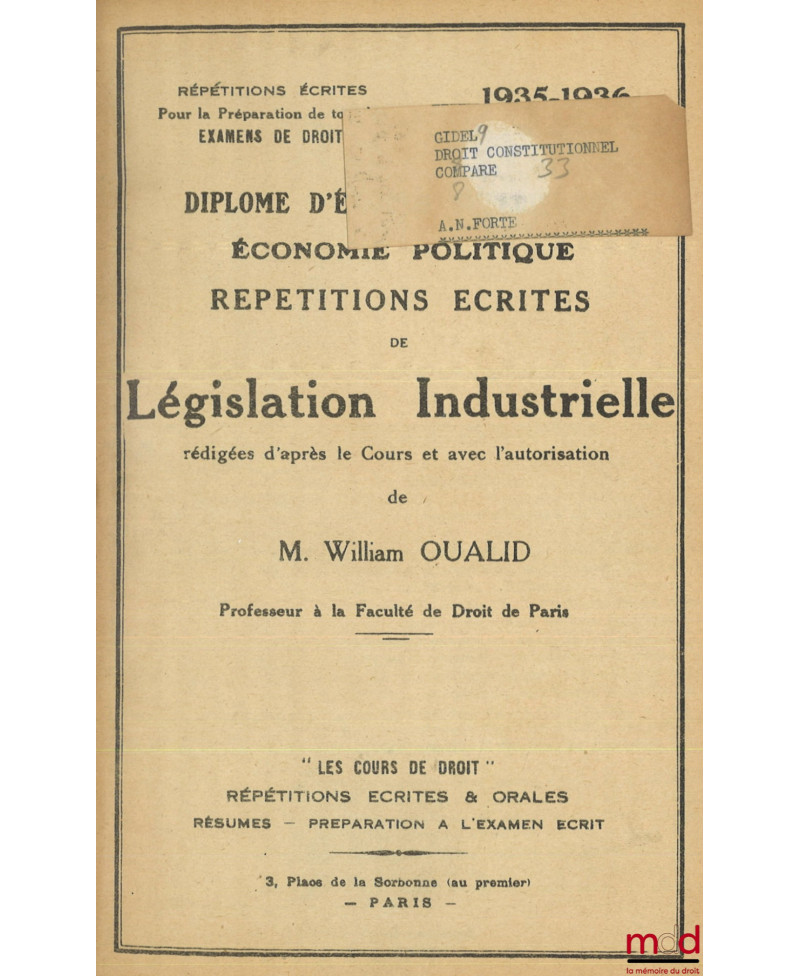 RÉPÉTITIONS ÉCRITES
1935-1936
Pour la Préparation de
EXAMENS DE DROIT
GIDEL 9
DROIT CONSTITUTIONNEL
COMPARE 33
8
A.N.FORTE
DIPLOME
ÉCONOMIE POLITIQUE
REPETITIONS ECRITES
DE
Législation Industrielle
rédigées d'après le Cours et avec l'autorisation
de
M. William OUALID
Professeur à la Faculté de Droit de Paris
"LES COURS DE DROIT"
RÉPÉTITIONS ECRITES & ORALES
RÉSUMES — PREPARATION A L'EXAMEN ECRIT
3, Place de la Sorbonne (au premier)
— PARIS —
mdd
la mémoire du droit